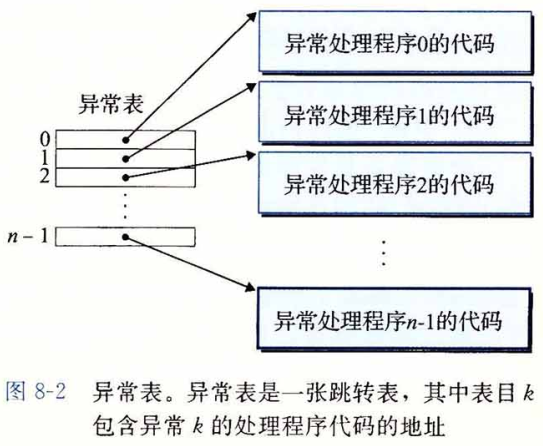 异常处理程序0的代码
异常表
异常处理程序1的代码
0
1
2
异常处理程序2的代码
n-1
异常处理程序n-1的代码
图 8-2 异常表。异常表是一张跳转表，其中表目 k
包含异常 k 的处理程序代码的地址